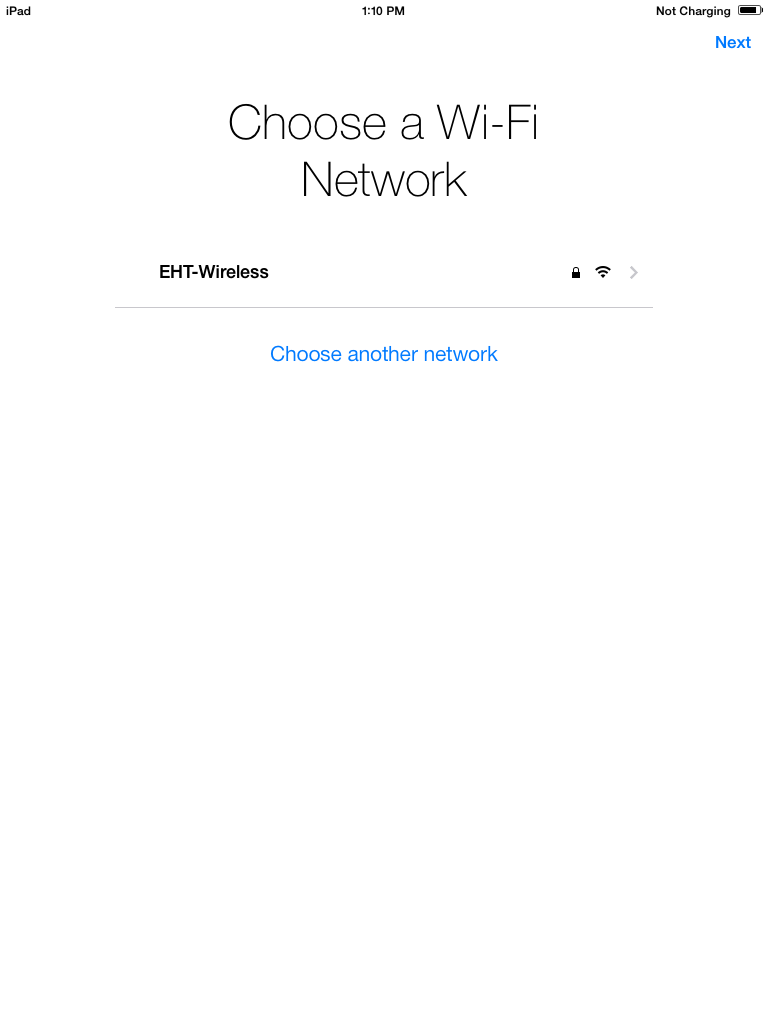 iPad
1:10 PM
Not Charging
Next
Choose a Wi-Fi
Network
EHT-Wireless
Choose another network